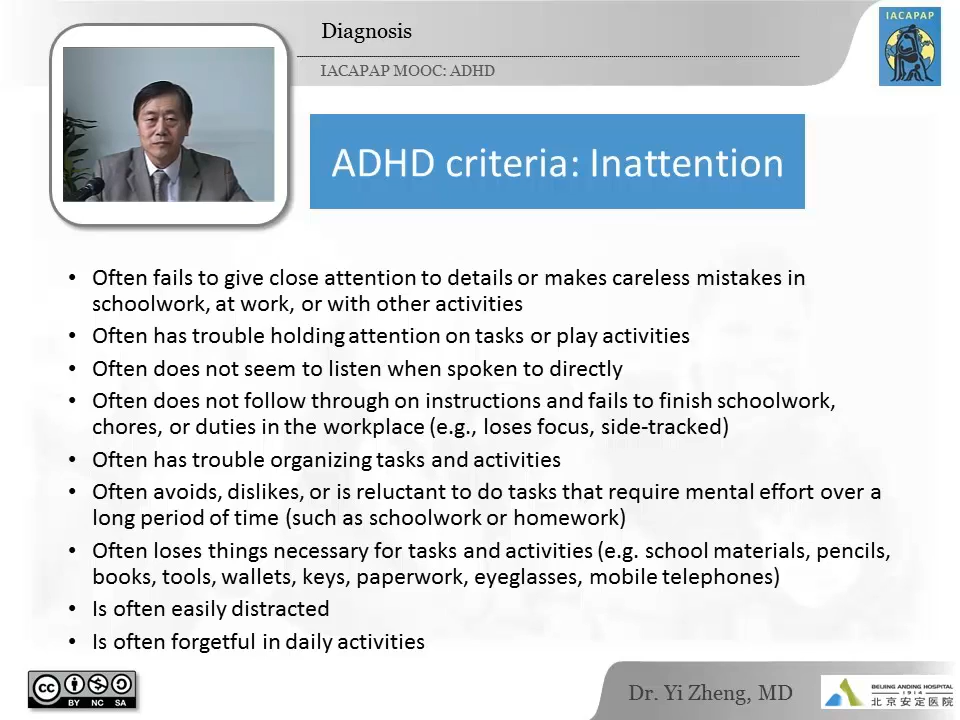 Diagnosis
IACAPAP MOOC: ADHD
IACAPAP
ADHD criteria: Inattention
• Often fails to give close attention to details or makes careless mistakes in
schoolwork, at work, or with other activities
• Often has trouble holding attention on tasks or play activities
• Often does not seem to listen when spoken to directly
• Often does not follow through on instructions and fails to finish schoolwork,
chores, or duties in the workplace (e.g., loses focus, side-tracked)
• Often has trouble organizing tasks and activities
• Often avoids, dislikes, or is reluctant to do tasks that require mental effort over a
long period of time (such as schoolwork or homework)
• Often loses things necessary for tasks and activities (e.g. school materials, pencils,
books, tools, wallets, keys, paperwork, eyeglasses, mobile telephones)
• Is often easily distracted
• Is often forgetful in daily activities
cc
BY NC SA
Dr. Yi Zheng, MD
BEIJING ANDING HOSPITAL
1914
北京安定医院